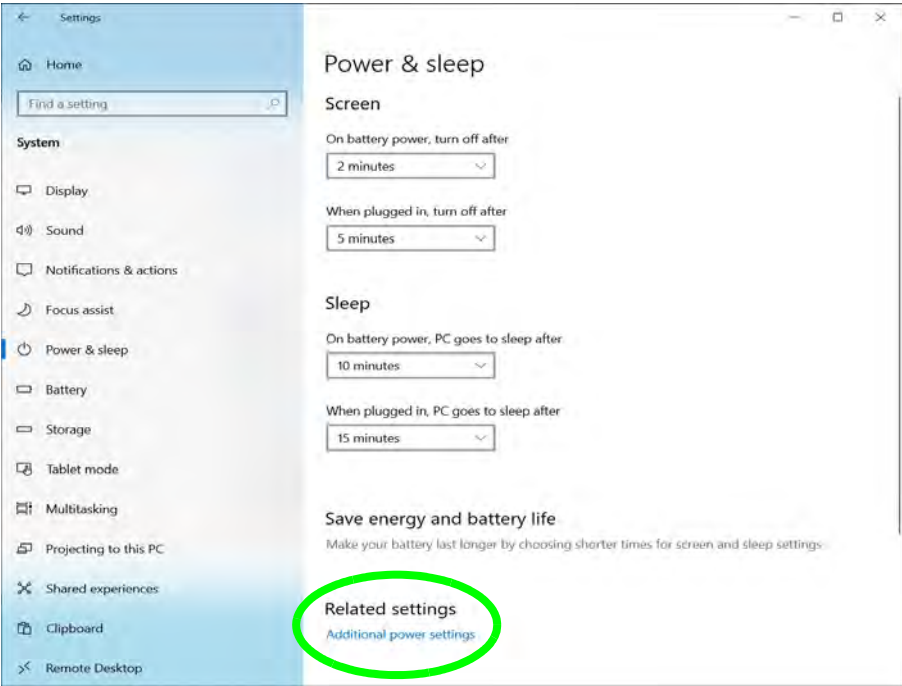 Settings
Home
Find a setting
System
Display
Sound
Notifications & actions
Focus assist
Power & sleep
Battery
Storage
Tablet mode
Multitasking
Projecting to this PC
Shared experiences
Clipboard
Remote Desktop
Power & sleep
Screen
On battery power, turn off after
2 minutes
When plugged in, turn off after
5 minutes
Sleep
On battery power, PC goes to sleep after
10 minutes
When plugged in, PC goes to sleep after
15 minutes
Save energy and battery life
Make your battery last longer by choosing shorter times for screen and sleep settings
Related settings
Additional power settings